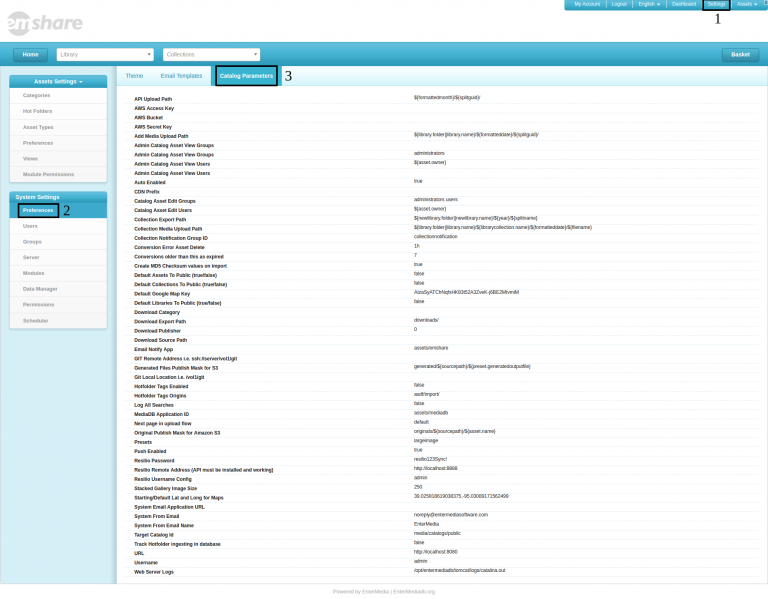 My Account Logout English Dashboard Settings Assets
1
emshare
Home Library Collections Basket
Theme Email Templates Catalog Parameters 3
Assets Settings
Categories
Hot Folders
Asset Types
Preferences
Views
Module Permissions
System Settings
Preferences 2
Users
Groups
Server
Modules
Data Manager
Permissions
Scheduler
API Upload Path ${formattedmonth}/${splitguid}/
AWS Access Key
AWS Bucket
AWS Secret Key
Add Media Upload Path ${library.folder|library.name}/${formatteddate}/${splitguid}/
Admin Catalog Asset View Groups
Admin Catalog Asset View Groups administrators
Admin Catalog Asset View Users ${asset.owner}
Admin Catalog Asset View Users
Auto Enabled true
CDN Prefix
Catalog Asset Edit Groups administrators users
Catalog Asset Edit Users ${asset.owner}
Collection Export Path ${newlibrary.folder|newlibrary.name}/${year}/${splitname}
Collection Media Upload Path ${library.folder|library.name}/${librarycollection.name}/${formatteddate}/${filename}
Collection Notification Group ID collectionnotification
Conversion Error Asset Delete 1h
Conversions older than this as expired 7
Create MD5 Checksum values on import true
Default Assets To Public (true/false) false
Default Collections To Public (true/false) false
Default Google Map Key
Default Libraries To Public (true/false) false
Download Category
Download Export Path downloads/
Download Publisher 0
Download Source Path
Email Notify App assets/emshare
GIT Remote Address i.e. ssh://server/vol1/git
Generated Files Publish Mask for S3 generated/${sourcepath}/${preset.generatedoutputfile}
Git Local Location i.e. /vol1/git
Hotfolder Tags Enabled false
Hotfolder Tags Origins asdf/import/
Log All Searches false
MediaDB Application ID assets/mediadb
Next page in upload flow default
Original Publish Mask for Amazon S3 originals/${sourcepath}/${asset.name}
Presets largeimage
Push Enabled true
Resilio Password resilio123Sync!
Resilio Remote Address (API must be installed and working) http://localhost:8888
Resilio Username Config admin
Stacked Gallery Image Size 250
Starting/Default Lat and Long for Maps 39.025818619038375,-95.03089171562499
System Email Application URL
System From Email noreply@entermediasoftware.com
System From Email Name EnterMedia
Target Catalog Id media/catalogs/public
Track Hotfolder ingesting in database false
URL http://localhost:8080
Username admin
Web Server Logs /opt/entermediadb/tomcat/logs/catalina.out
Powered by EnterMedia | EnterMediadb.org